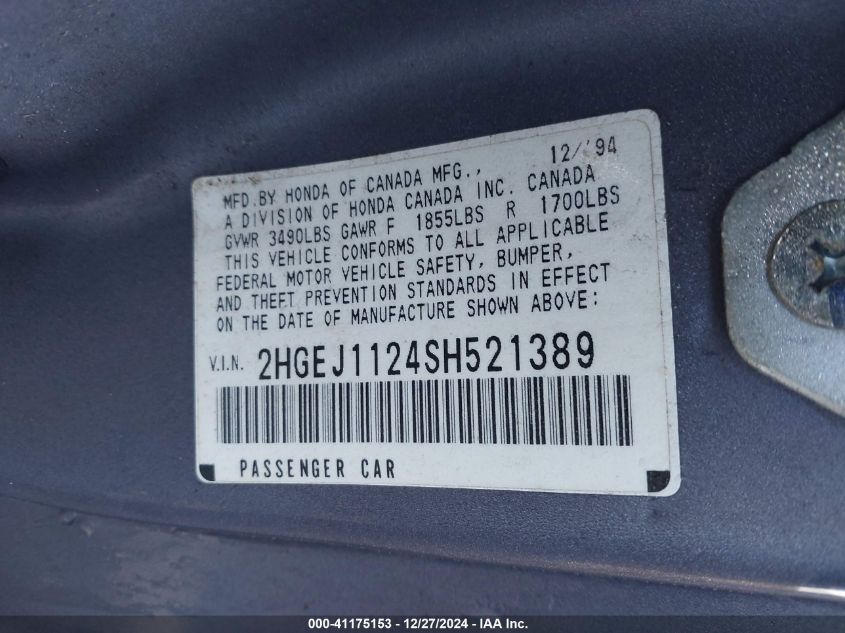 MFD.BY HONDA OF CANADA MFG., 12/'94
A DIVISION OF HONDA CANADA INC. CANADA
GVWR 3490LBS GAWR F 1855LBS R 1700LBS
THIS VEHICLE CONFORMS TO ALL APPLICABLE
FEDERAL MOTOR VEHICLE SAFETY, BUMPER,
AND THEFT PREVENTION STANDARDS IN EFFECT
ON THE DATE OF MANUFACTURE SHOWN ABOVE:
V.I.N. 2HGEJ1124SH521389
PASSENGER CAR
000-41175153 - 12/27/2024 - IAA Inc.